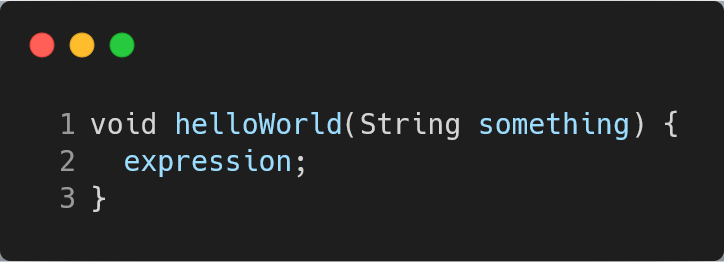 1 void helloWorld(String something) {
2   expression;
3 }